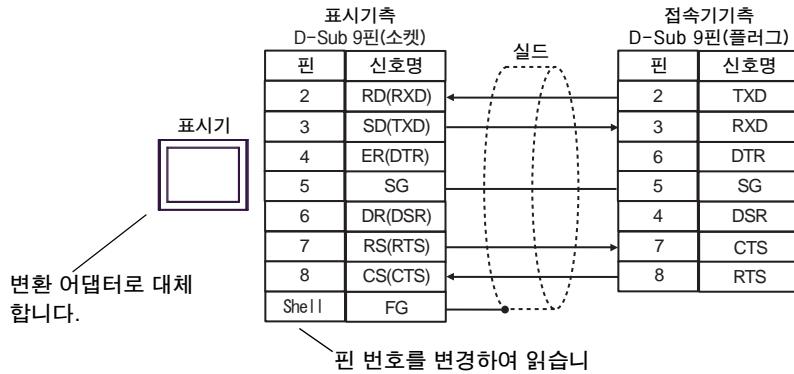 표시기측 접속기기측
D-Sub 9핀(소켓) 실드 D-Sub 9핀(플러그)
핀 신호명 핀 신호명
2 RD(RXD) 2 TXD
표시기 3 SD(TXD) 3 RXD
4 ER(DTR) 6 DTR
5 SG 5 SG
6 DR(DSR) 4 DSR
7 RS(RTS) 7 CTS
8 CS(CTS) 8 RTS
Shell FG
변환 어댑터로 대체
합니다.
핀 번호를 변경하여 읽습니